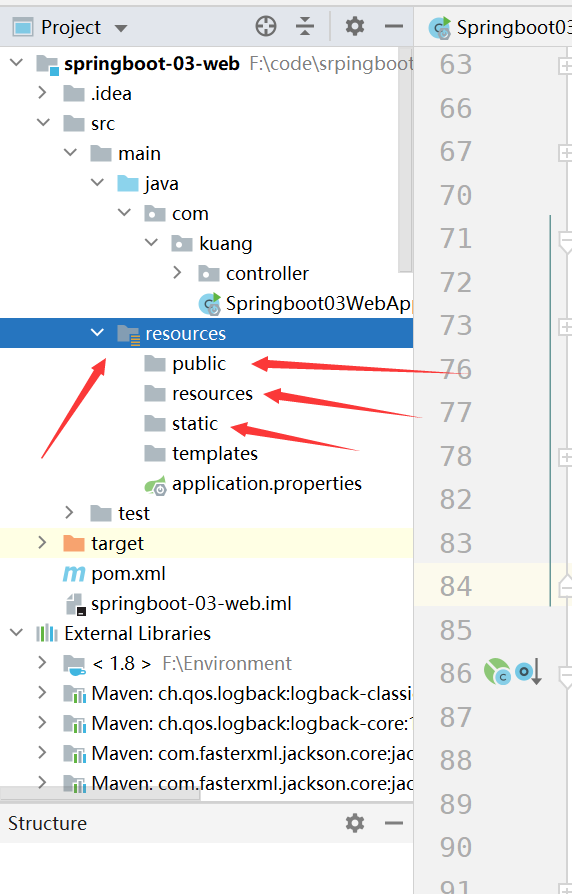 Project
springboot-03-web F:\code\srpingboot
.idea
src
main
java
com
kuang
controller
Springboot03WebApp
resources
public
resources
static
templates
application.properties
test
target
pom.xml
springboot-03-web.iml
External Libraries
< 1.8 > F:\Environment
Maven: ch.qos.logback:logback-classi
Maven: ch.qos.logback:logback-core:1
Maven: com.fasterxml.jackson.core:jac
Maven: com.fasterxml.jackson.core:jac
Structure
Springboot03
63
66
67
70
71
72
73
76
77
78
82
83
84
85
86
87
88
89
90
91